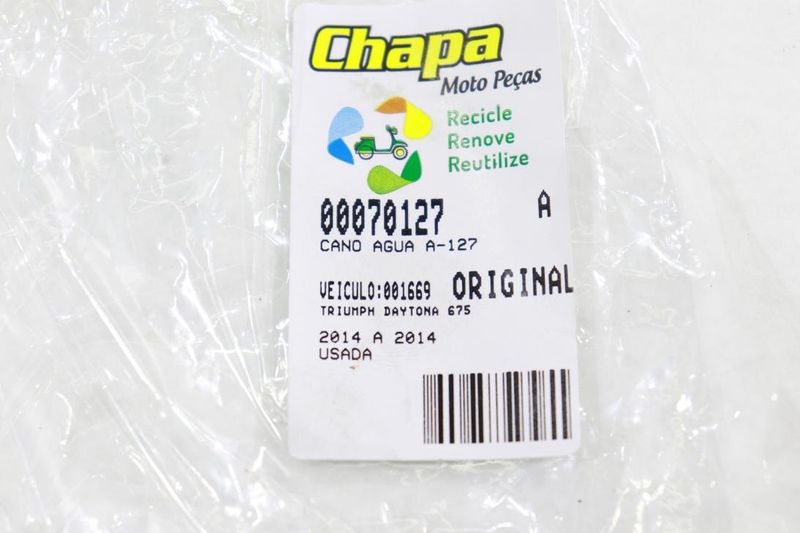 Chapa
Moto Peças
Recicle
Renove
Reutilize
00070127 A
CANO AGUA A-127
VEICULO:001669 ORIGINAL
TRIUMPH DAYTONA 675
2014 A 2014
USADA